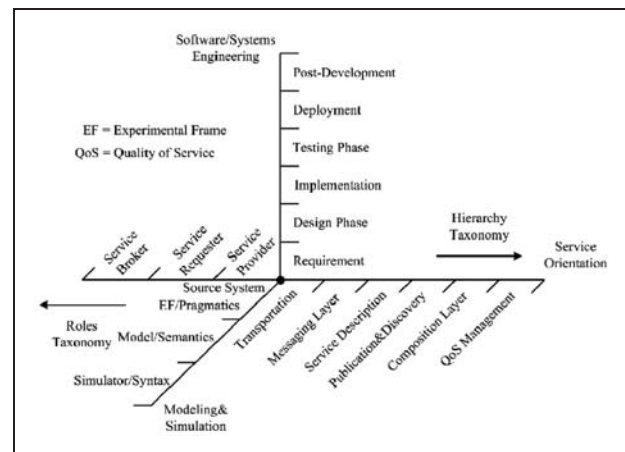 Software/Systems
Engineering
Post-Development
Deployment
EF = Experimental Frame
Testing Phase
QoS = Quality of Service
Implementation
Design Phase
Hierarchy
Taxonomy
Service
Broker
Service
Requester
Service
Provider
Requirement
Service
Orientation
Source System
EF/Pragmatics
Transportation
Messaging Layer
Service Description
Publication&Discovery
Composition Layer
QoS Management
Roles
Taxonomy
Model/Semantics
Simulator/Syntax
Modeling&
Simulation